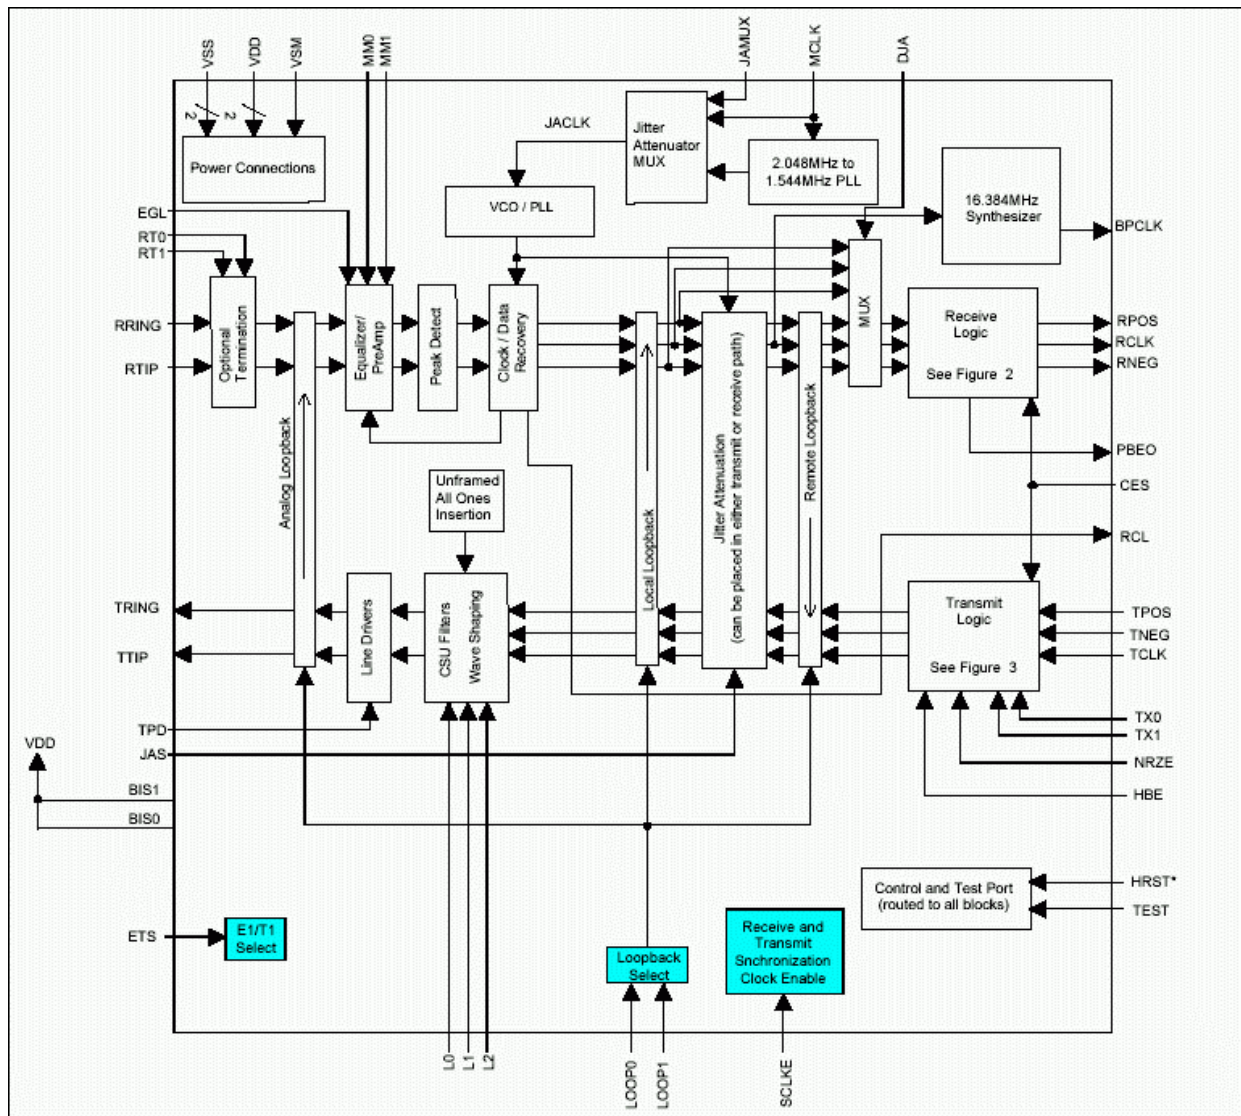 VSS
VDD
VSM
MM0
MM1
JAMUX
MCLK
DJA
2
2
Power Connections
JACLK
Jitter
Attenuator
MUX
2.048MHz to
1.544MHz PLL
16.384MHz
Synthesizer
VCO / PLL
EGL
RT0
RT1
BPCLK
RRING
RTIP
Optional
Termination
Analog Loopback
Equalizer/
PreAmp
Peak Detect
Clock / Data
Recovery
Local Loopback
Jitter Attenuation
(can be placed in either transmit or receive path)
Remote Loopback
MUX
Receive
Logic
See Figure 2
RPOS
RCLK
RNEG
PBEO
CES
RCL
Unframed
All Ones
Insertion
TRING
TTIP
Line Drivers
CSU Filters
Wave Shaping
Transmit
Logic
See Figure 3
TPOS
TNEG
TCLK
TPD
JAS
VDD
BIS1
BIS0
TX0
TX1
NRZE
HBE
Control and Test Port
(routed to all blocks)
HRST*
TEST
ETS
E1/T1
Select
Loopback
Select
Receive and
Transmit
Snchronization
Clock Enable
L0
L1
L2
LOOP0
LOOP1
SCLKE